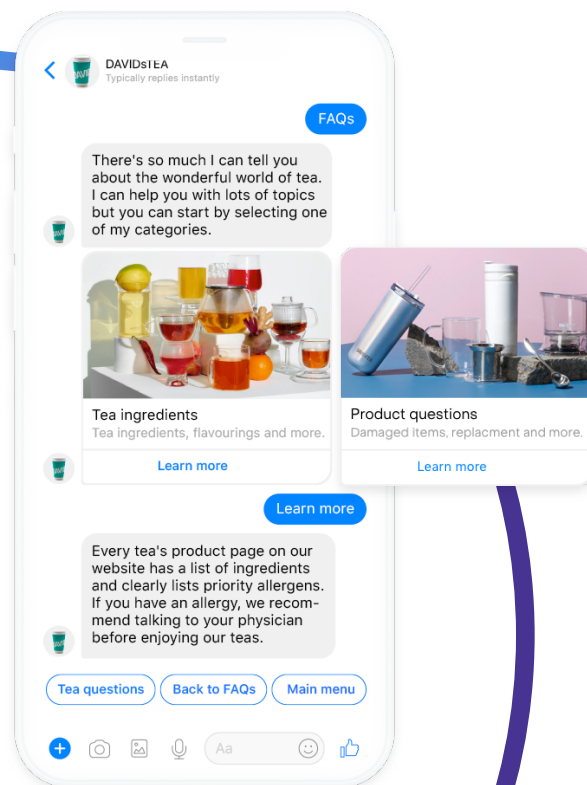 DAVIDsTEA
Typically replies instantly
FAQs
There's so much I can tell you
about the wonderful world of tea.
I can help you with lots of topics
but you can start by selecting one
of my categories.
Tea ingredients
Tea ingredients, flavourings and more.
Learn more
Product questions
Damaged items, replacment and more.
Learn more
Learn more
Every tea's product page on our
website has a list of ingredients
and clearly lists priority allergens.
If you have an allergy, we recom-
mend talking to your physician
before enjoying our teas.
Tea questions
Back to FAQs
Main menu
Aa